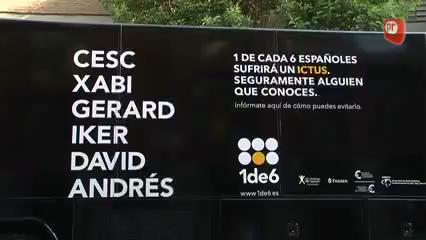 CESC
XABI
GERARD
IKER
DAVID
ANDRÉS
1 DE CADA 6 ESPAÑOLES
SUFRIRÁ UN ICTUS.
SEGURAMENTE ALGUIEN
QUE CONOCES.
Infórmate aquí de cómo puedes evitarlo.
1de6
www.1de6.es
pr